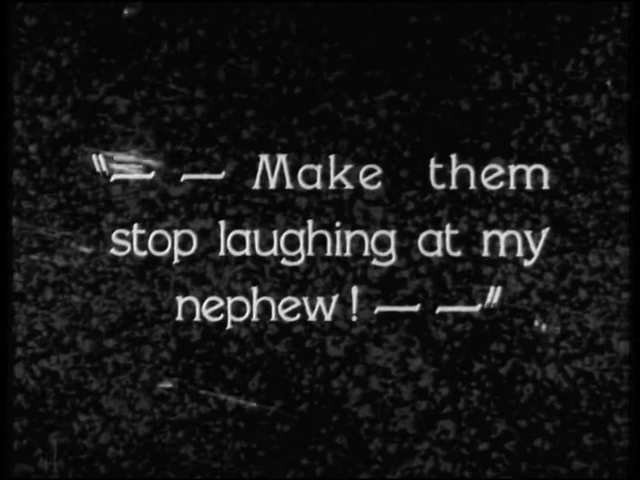 "— — Make them
stop laughing at my
nephew! — —"